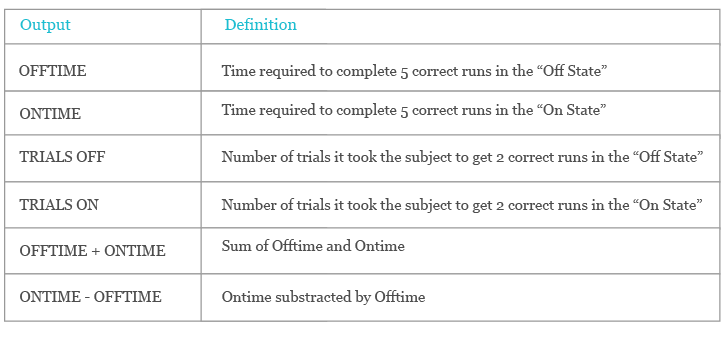 Output Definition
OFFTIME Time required to complete 5 correct runs in the “Off State”
ONTIME Time required to complete 5 correct runs in the “On State”
TRIALS OFF Number of trials it took the subject to get 2 correct runs in the “Off State”
TRIALS ON Number of trials it took the subject to get 2 correct runs in the “On State”
OFFTIME + ONTIME Sum of Offtime and Ontime
ONTIME - OFFTIME Ontime substracted by Offtime